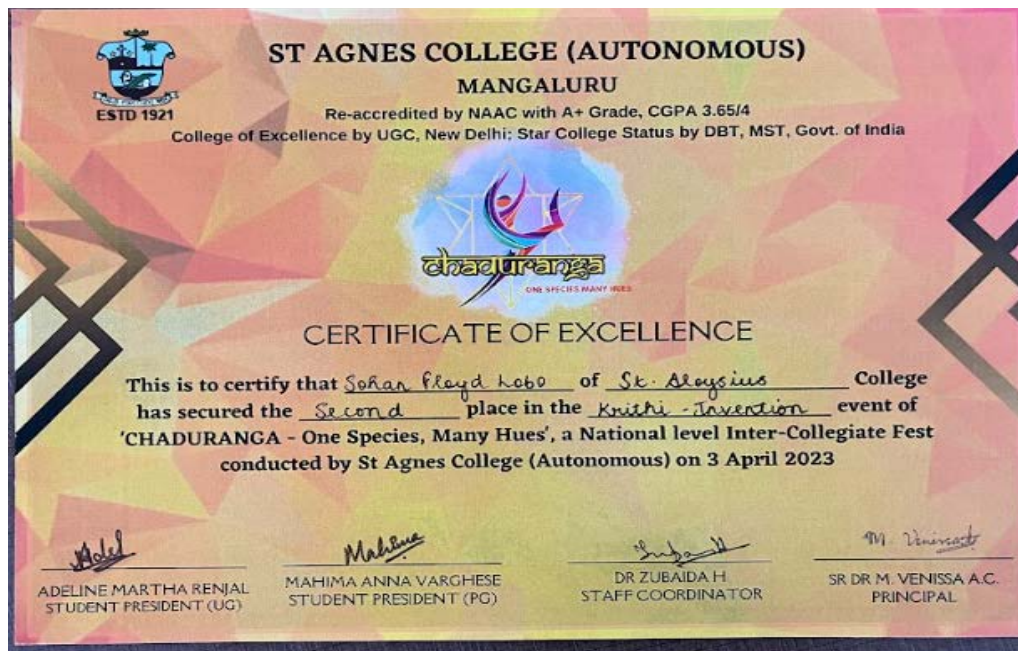 ST AGNES COLLEGE (AUTONOMOUS)
MANGALURU
ESTD 1921
Re-accredited by NAAC with A+ Grade, CGPA 3.65/4
College of Excellence by UGC, New Delhi; Star College Status by DBT, MST, Govt. of India
chaduranga
ONE SPECIES MANY HUES
CERTIFICATE OF EXCELLENCE
This is to certify that Sohan Floyd Lobo of St. Aloysius College
has secured the Second place in the Krithi - Invention event of
'CHADURANGA - One Species, Many Hues', a National level Inter-Collegiate Fest
conducted by St Agnes College (Autonomous) on 3 April 2023
Adel Mahima M. Venissa
ADELINE MARTHA RENJAL MAHIMA ANNA VARGHESE DR ZUBAIDA H SR DR M. VENISSA A.C.
STUDENT PRESIDENT (UG) STUDENT PRESIDENT (PG) STAFF COORDINATOR PRINCIPAL